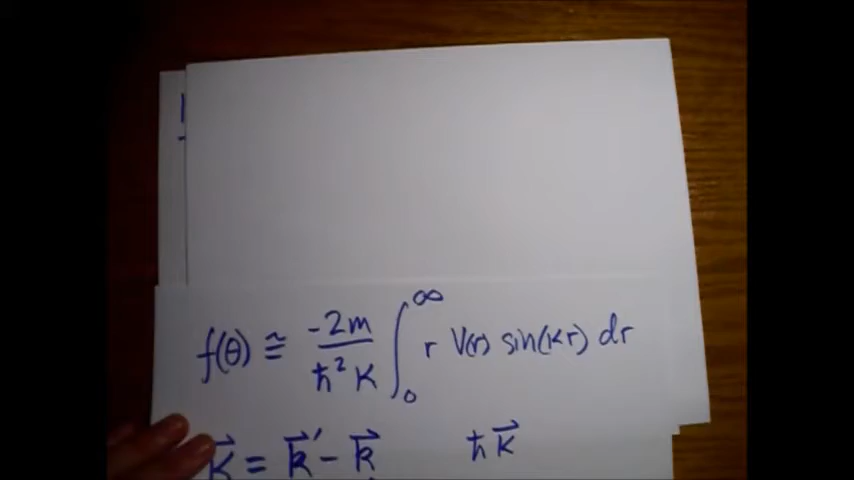 f(θ) ≅ -2m/ħ²K ∫₀^∞ r V(r) sin(Kr) dr
K⃗ = k⃗′ - k⃗ ħK⃗